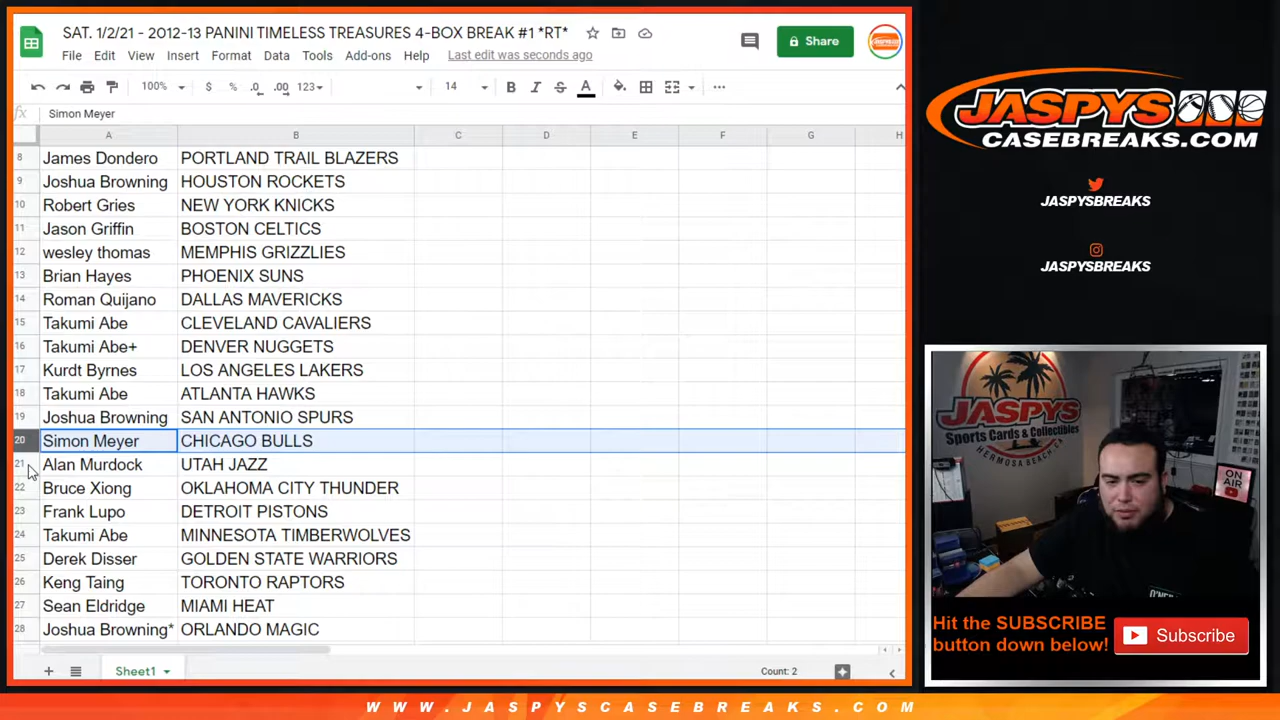 SAT. 1/2/21 - 2012-13 PANINI TIMELESS TREASURES 4-BOX BREAK #1 *RT*
File Edit View Insert Format Data Tools Add-ons Help Last edit was seconds ago
Share
100% $ % .0 .00 123 14 B I S A
fx Simon Meyer
A B C D E F G H
8 James Dondero PORTLAND TRAIL BLAZERS
9 Joshua Browning HOUSTON ROCKETS
10 Robert Gries NEW YORK KNICKS
11 Jason Griffin BOSTON CELTICS
12 wesley thomas MEMPHIS GRIZZLIES
13 Brian Hayes PHOENIX SUNS
14 Roman Quijano DALLAS MAVERICKS
15 Takumi Abe CLEVELAND CAVALIERS
16 Takumi Abe+ DENVER NUGGETS
17 Kurdt Byrnes LOS ANGELES LAKERS
18 Takumi Abe ATLANTA HAWKS
19 Joshua Browning SAN ANTONIO SPURS
20 Simon Meyer CHICAGO BULLS
21 Alan Murdock UTAH JAZZ
22 Bruce Xiong OKLAHOMA CITY THUNDER
23 Frank Lupo DETROIT PISTONS
24 Takumi Abe MINNESOTA TIMBERWOLVES
25 Derek Disser GOLDEN STATE WARRIORS
26 Keng Taing TORONTO RAPTORS
27 Sean Eldridge MIAMI HEAT
28 Joshua Browning* ORLANDO MAGIC
Sheet1
Count: 2
JASPYS
CASEBREAKS.COM
JASPYSBREAKS
JASPYSBREAKS
JASPYS
Sports Cards & Collectibles
HERMOSA BEACH, CA
ON AIR
O'NEILL
Hit the SUBSCRIBE
button down below!
Subscribe
WWW.JASPYSCASEBREAKS.COM